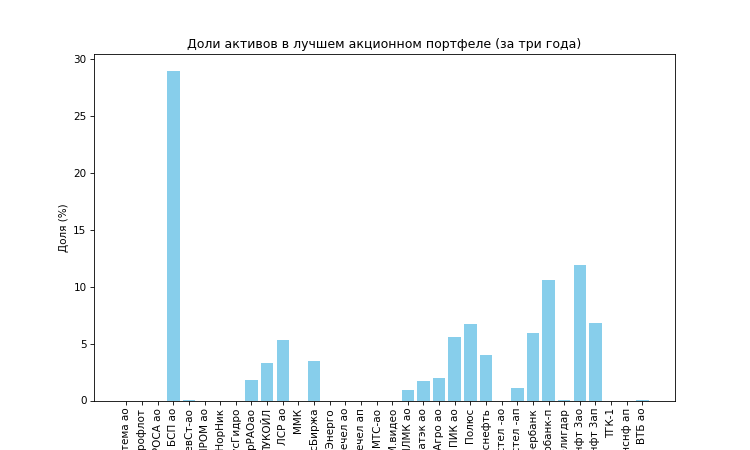 Доли активов в лучшем акционном портфеле (за три года)
Доля (%)
30
25
20
15
10
5
0
тема ао
рофлот
РОСА ао
БСП ао
евСт-ао
ПРОМ ао
НорНик
сГидро
рРАОао
УКОЙЛ
ЛСР ао
ММК
сБиржа
Энерго
ечел ао
ечел ап
МТС-ао
М.видео
ЛМК ао
атэк ао
Агро ао
ПИК ао
Полюс
снефть
стел -ао
стел -ап
ербанк
рбанк-п
лигдар
нфт 3ао
нфт 3ап
ТГК-1
нснф ап
ВТБ ао